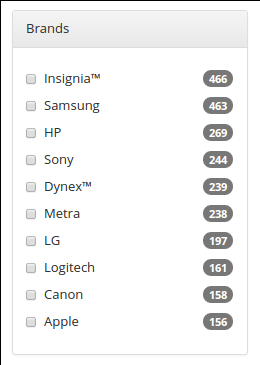 Brands
Insignia™ 466
Samsung 463
HP 269
Sony 244
Dynex™ 239
Metra 238
LG 197
Logitech 161
Canon 158
Apple 156